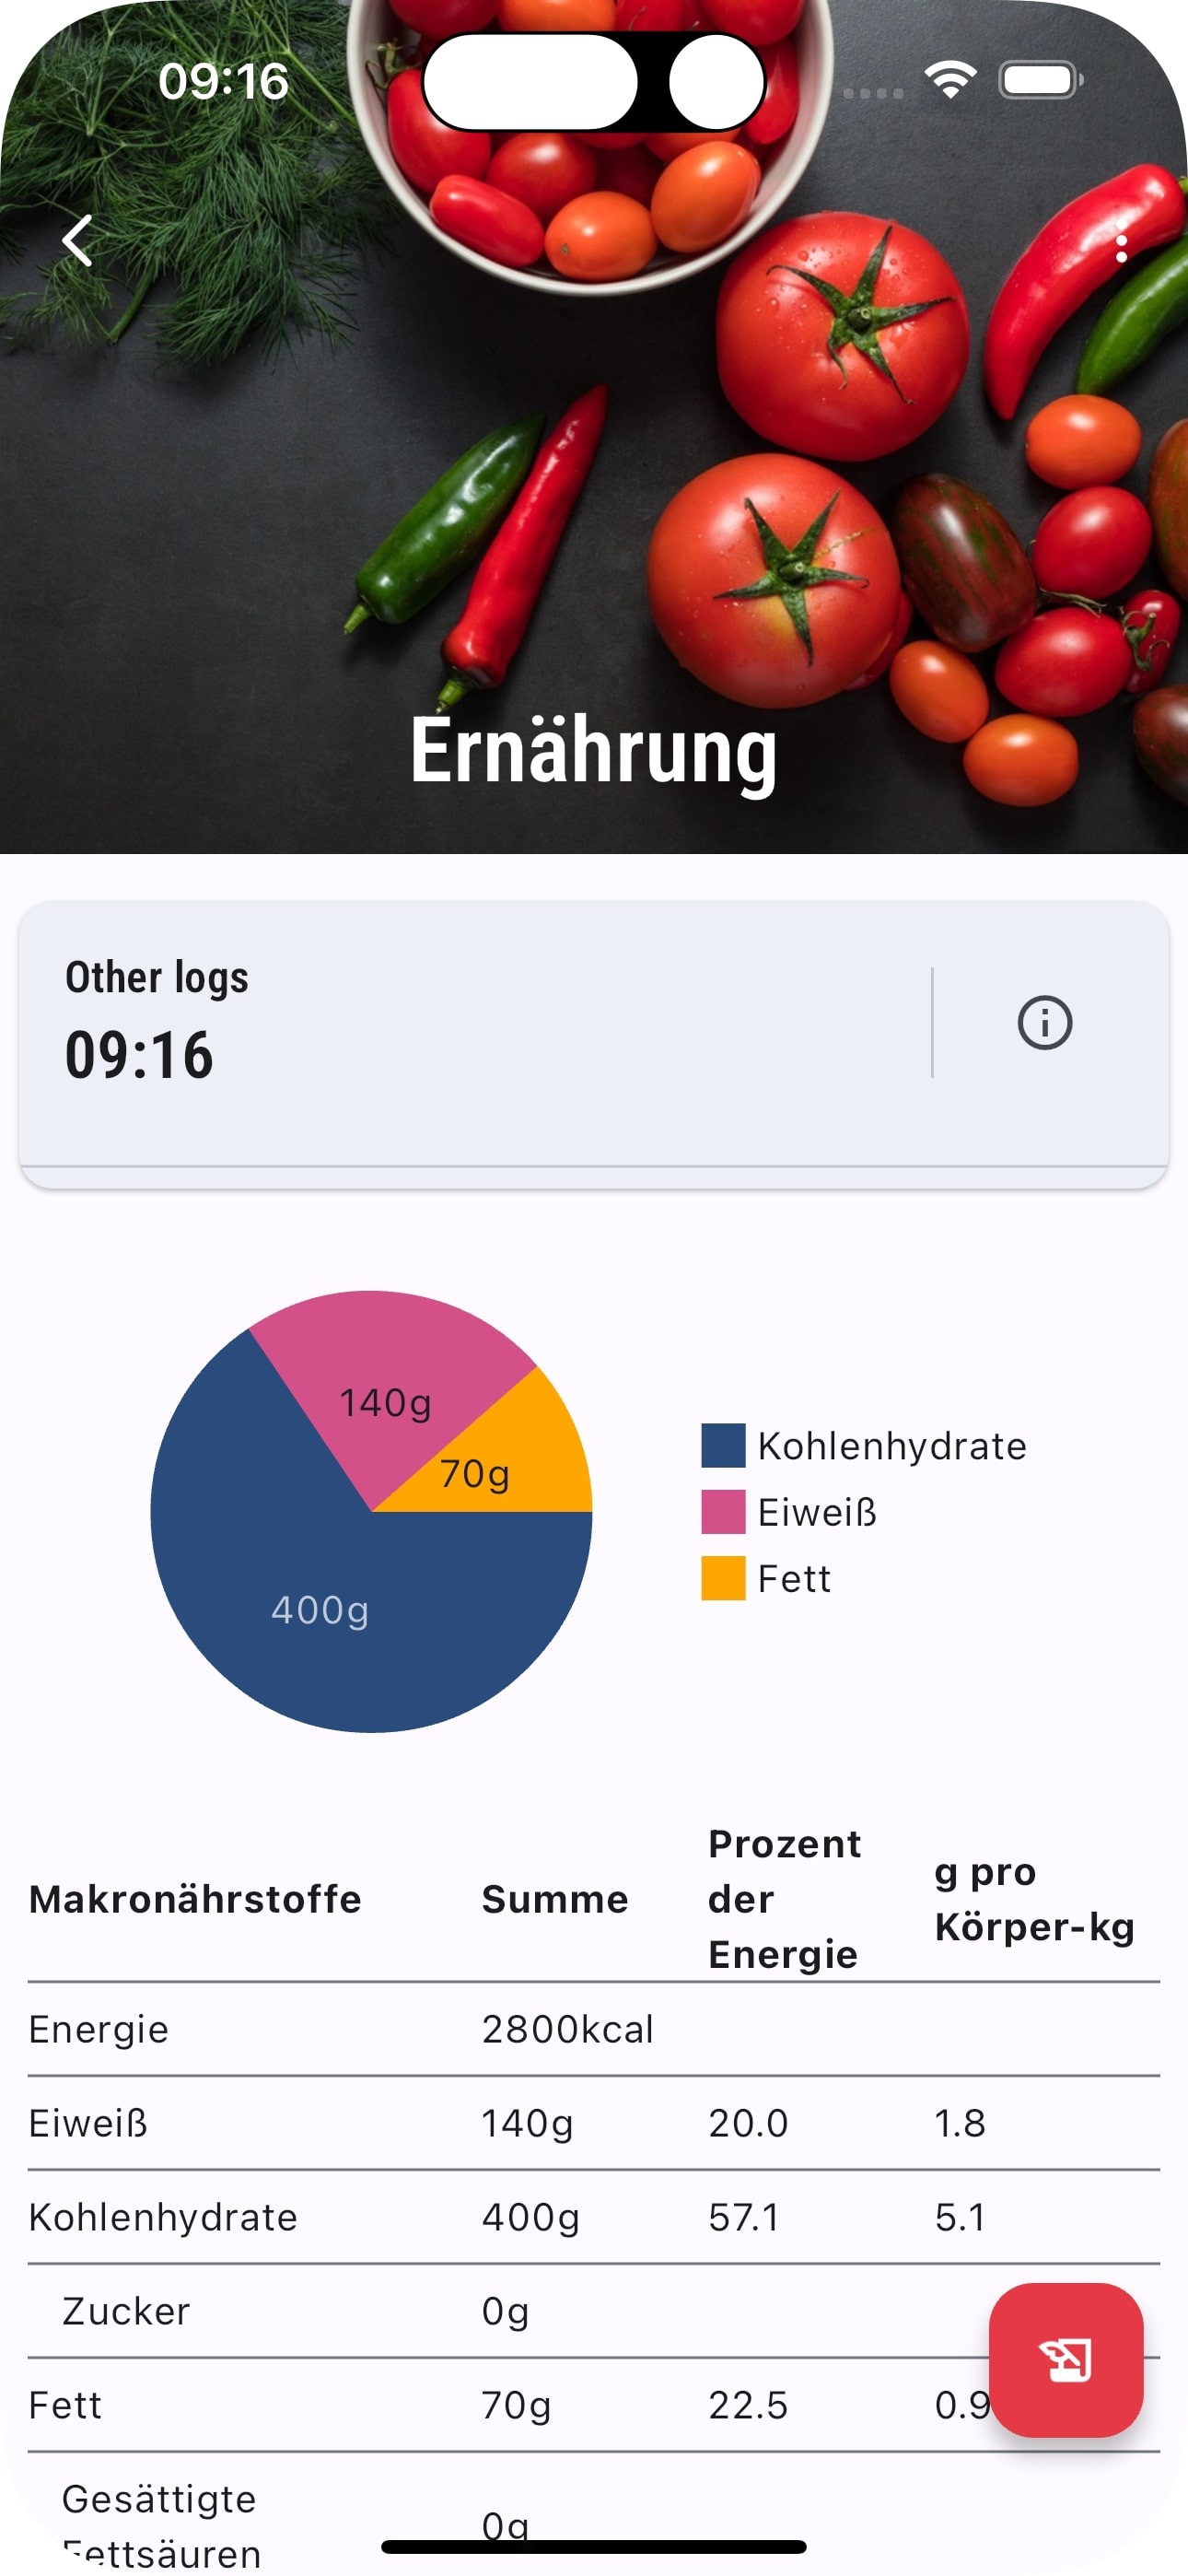 09:16
Ernährung
Other logs
09:16
140g
70g
400g
Kohlenhydrate
Eiweiß
Fett
Makronährstoffe Summe Prozent der Energie g pro Körper-kg
Energie 2800kcal
Eiweiß 140g 20.0 1.8
Kohlenhydrate 400g 57.1 5.1
Zucker 0g
Fett 70g 22.5 0.9
Gesättigte
Fettsäuren 0g